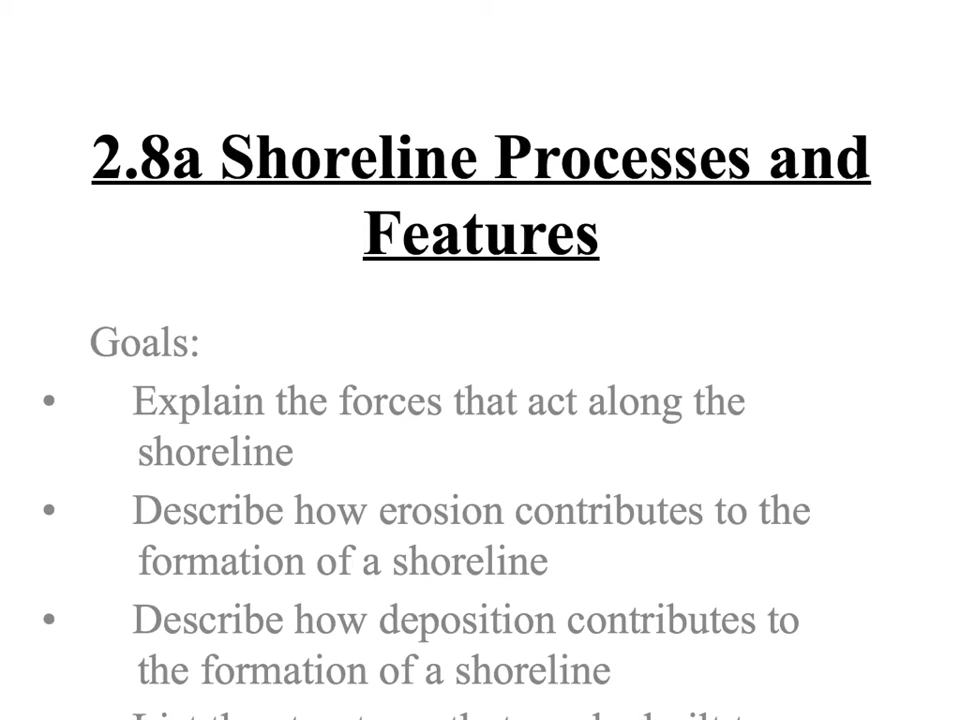 2.8a Shoreline Processes and
Features
Goals:
• Explain the forces that act along the
shoreline
• Describe how erosion contributes to the
formation of a shoreline
• Describe how deposition contributes to
the formation of a shoreline